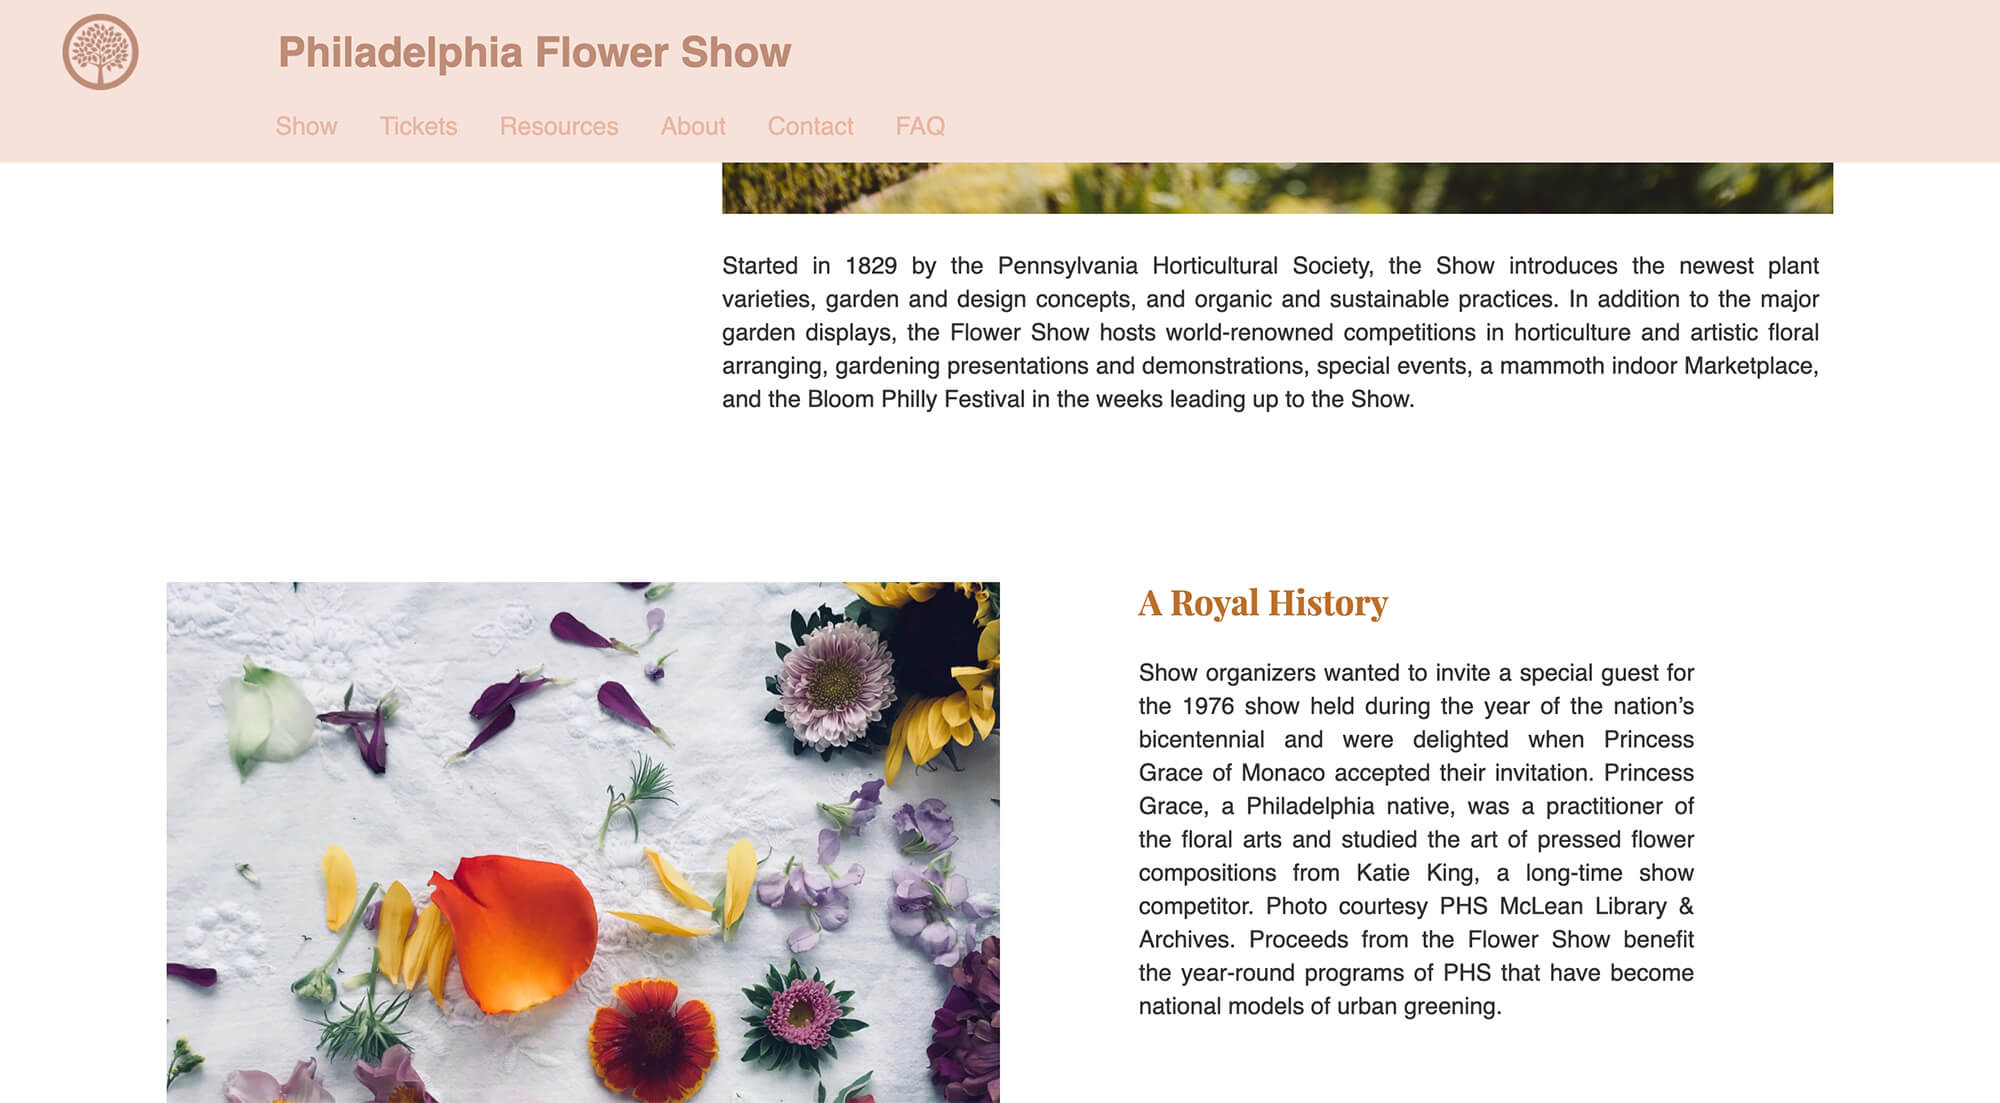 Philadelphia Flower Show
Show Tickets Resources About Contact FAQ
Started in 1829 by the Pennsylvania Horticultural Society, the Show introduces the newest plant
varieties, garden and design concepts, and organic and sustainable practices. In addition to the major
garden displays, the Flower Show hosts world-renowned competitions in horticulture and artistic floral
arranging, gardening presentations and demonstrations, special events, a mammoth indoor Marketplace,
and the Bloom Philly Festival in the weeks leading up to the Show.
A Royal History
Show organizers wanted to invite a special guest for
the 1976 show held during the year of the nation’s
bicentennial and were delighted when Princess
Grace of Monaco accepted their invitation. Princess
Grace, a Philadelphia native, was a practitioner of
the floral arts and studied the art of pressed flower
compositions from Katie King, a long-time show
competitor. Photo courtesy PHS McLean Library &
Archives. Proceeds from the Flower Show benefit
the year-round programs of PHS that have become
national models of urban greening.